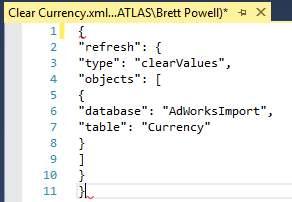 Clear Currency.xml...ATLAS\Brett Powell)*
1 {
2 "refresh": {
3 "type": "clearValues",
4 "objects": [
5 {
6 "database": "AdWorksImport",
7 "table": "Currency"
8 }
9 ]
10 }
11 }